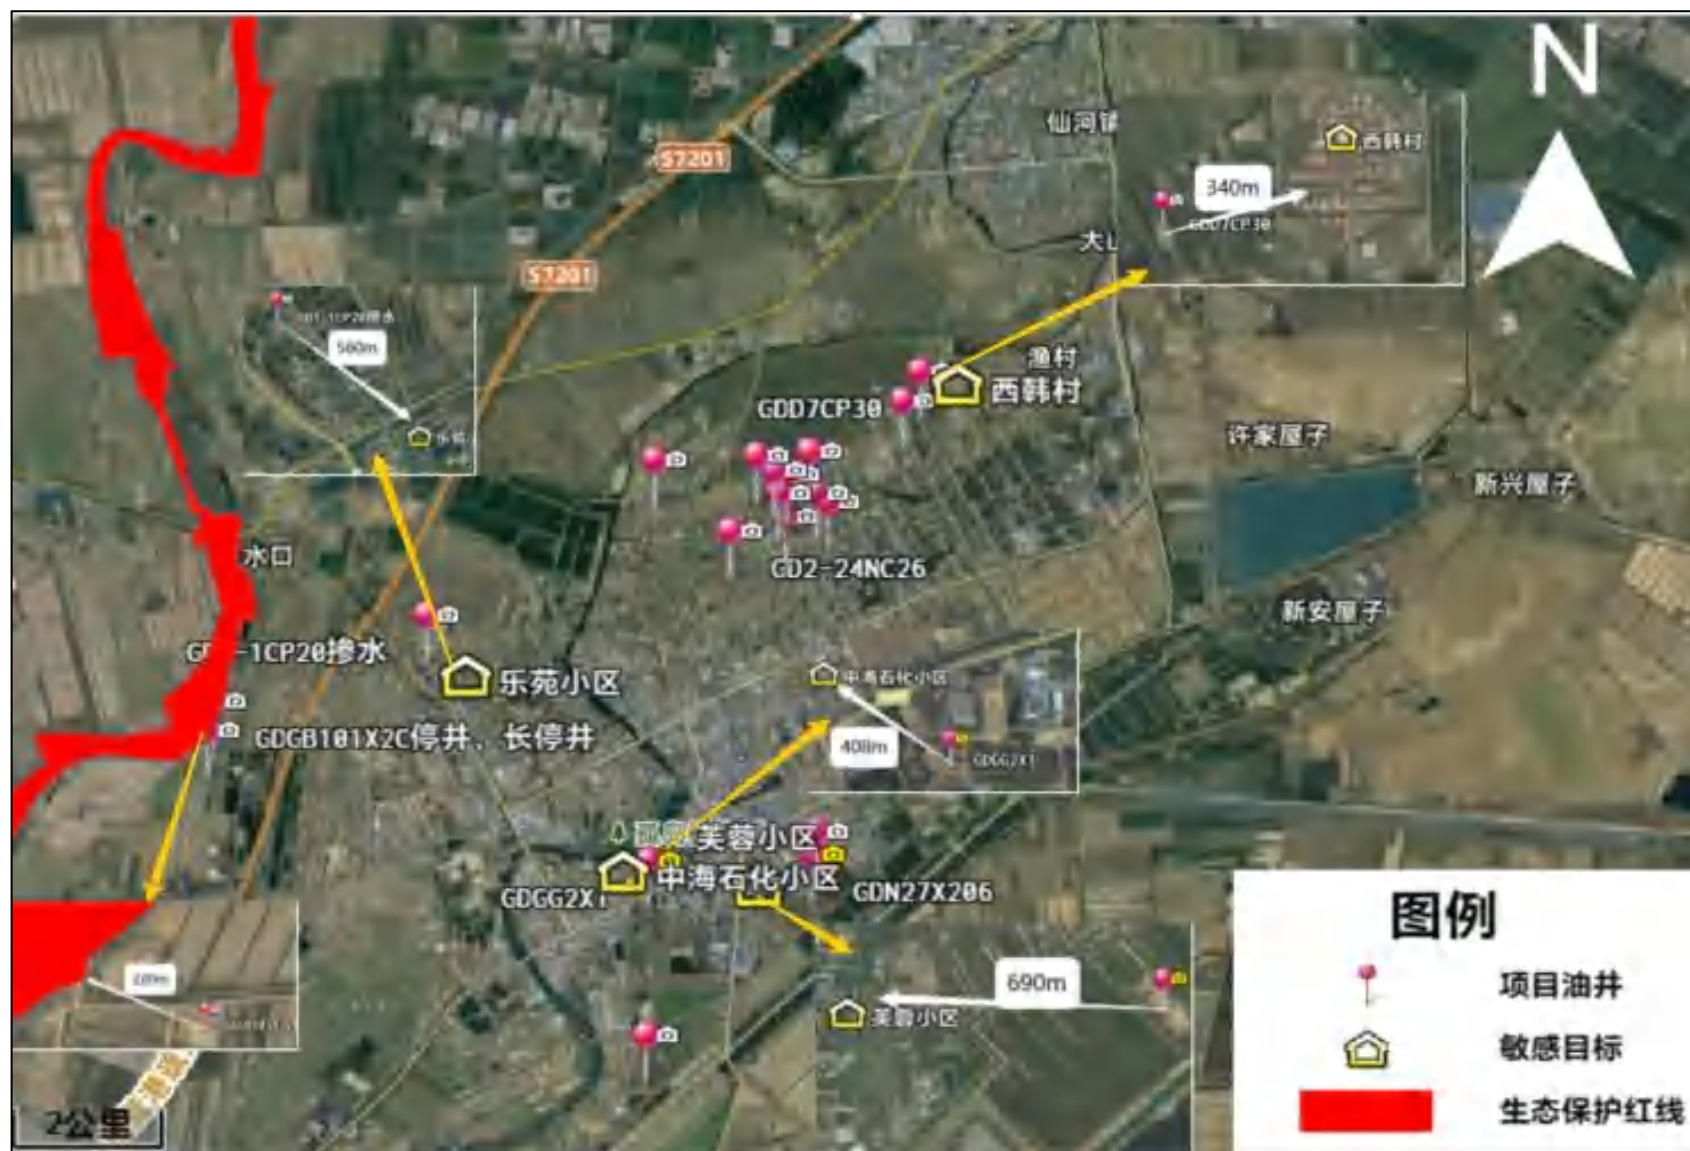 N
仙河镇
西韩村
S7201
340m
GDD7CP30
大
S7201
560m
渔村
西韩村
GDD7CP30
许家屋子
新兴屋子
水口
GD2-24NC26
新安屋子
-1CP20掺水
乐苑小区
中海石化小区
GDGB101X2C停井、长停井
408m
GDGG2X1
芙蓉小区
中海石化小区
GDGG2X1
GDN27X206
图例
690m
项目油井
芙蓉小区
敏感目标
生态保护红线
2公里